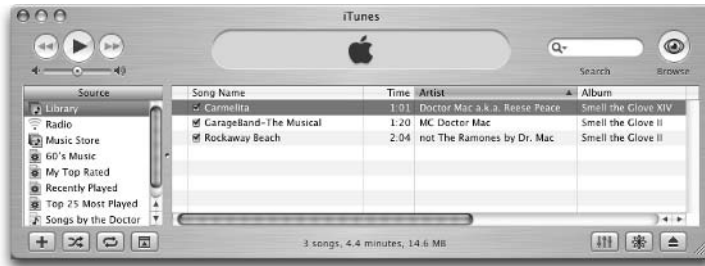 iTunes
Search
Browse
Source
Song Name Time Artist Album
Library
Carmelita 1:01 Doctor Mac a.k.a. Reese Peace Smell the Glove XIV
Radio
GarageBand-The Musical 1:20 MC Doctor Mac Smell the Glove II
Music Store
Rockaway Beach 2:04 not The Ramones by Dr. Mac Smell the Glove II
60's Music
My Top Rated
Recently Played
Top 25 Most Played
Songs by the Doctor
3 songs, 4.4 minutes, 14.6 MB